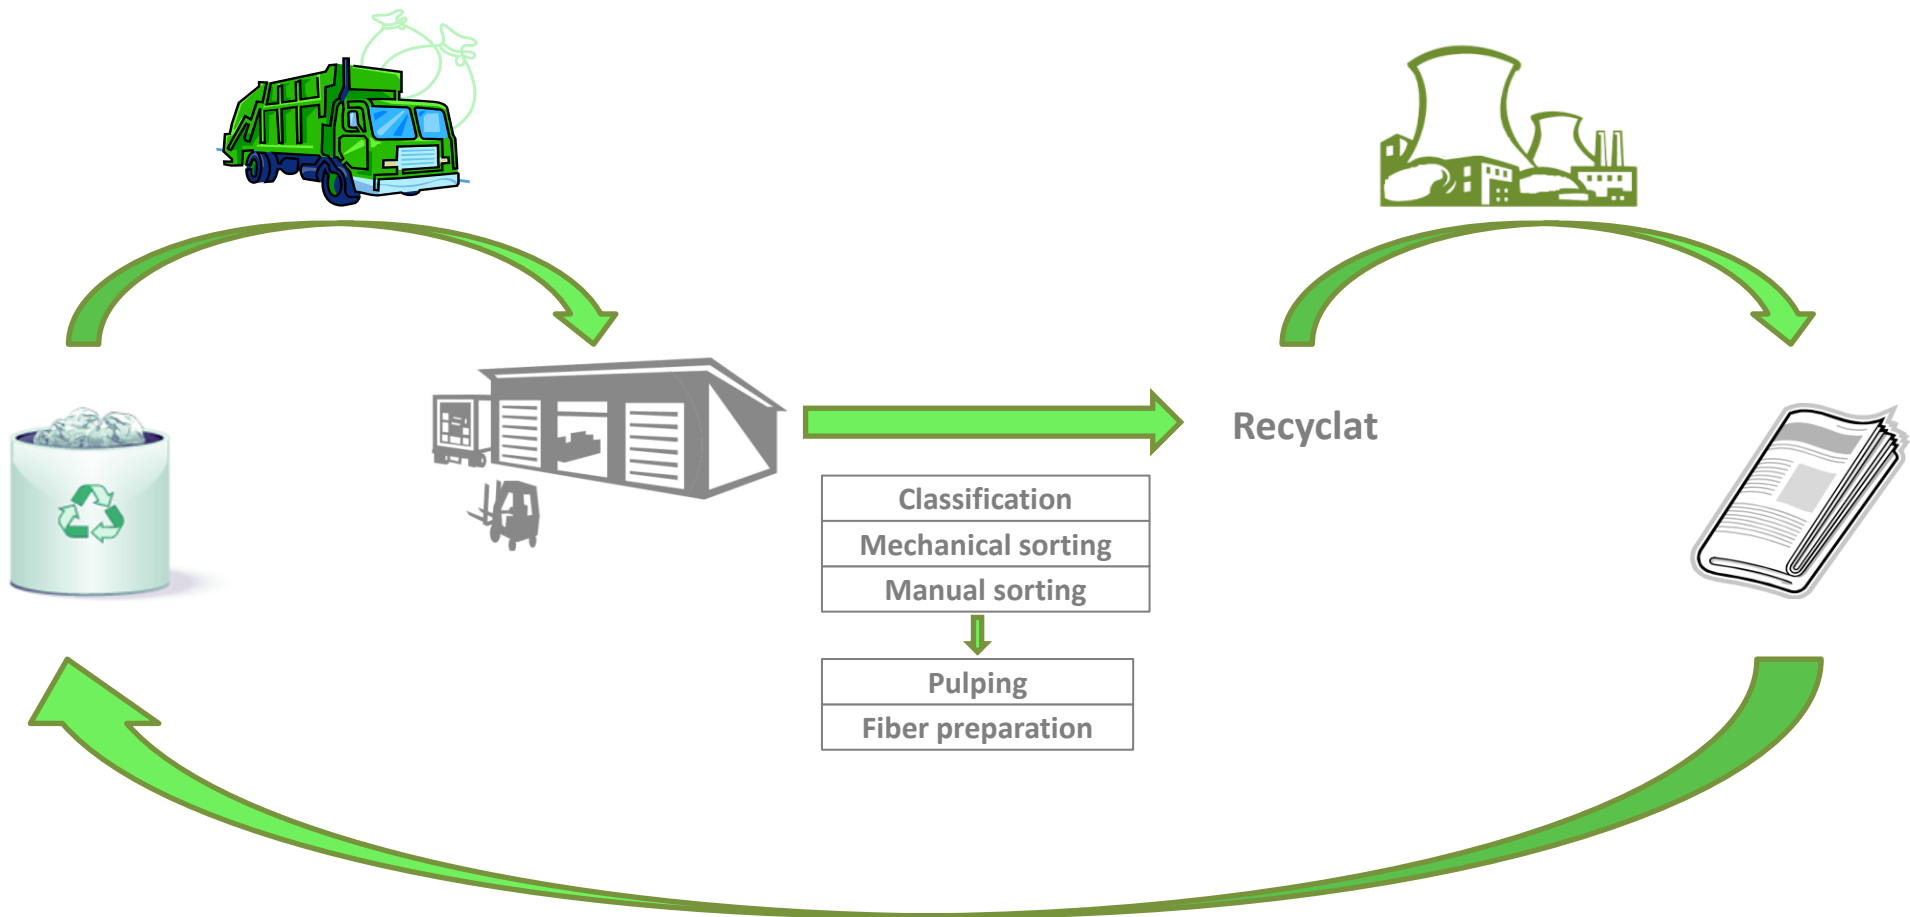 Recyclat
Classification
Mechanical sorting
Manual sorting
Pulping
Fiber preparation